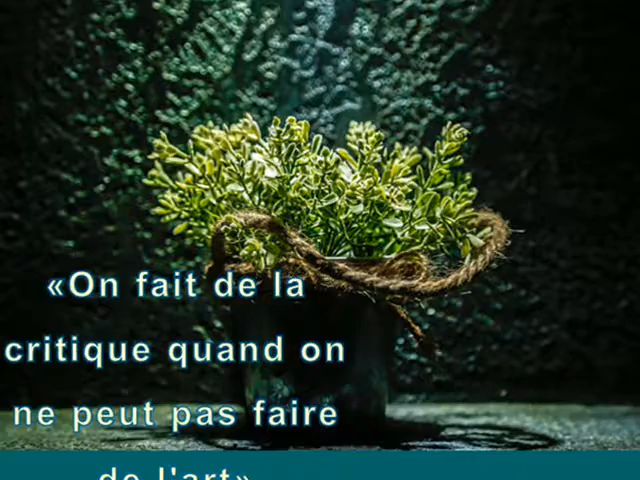 «On fait de la
critique quand on
ne peut pas faire
de l'art»